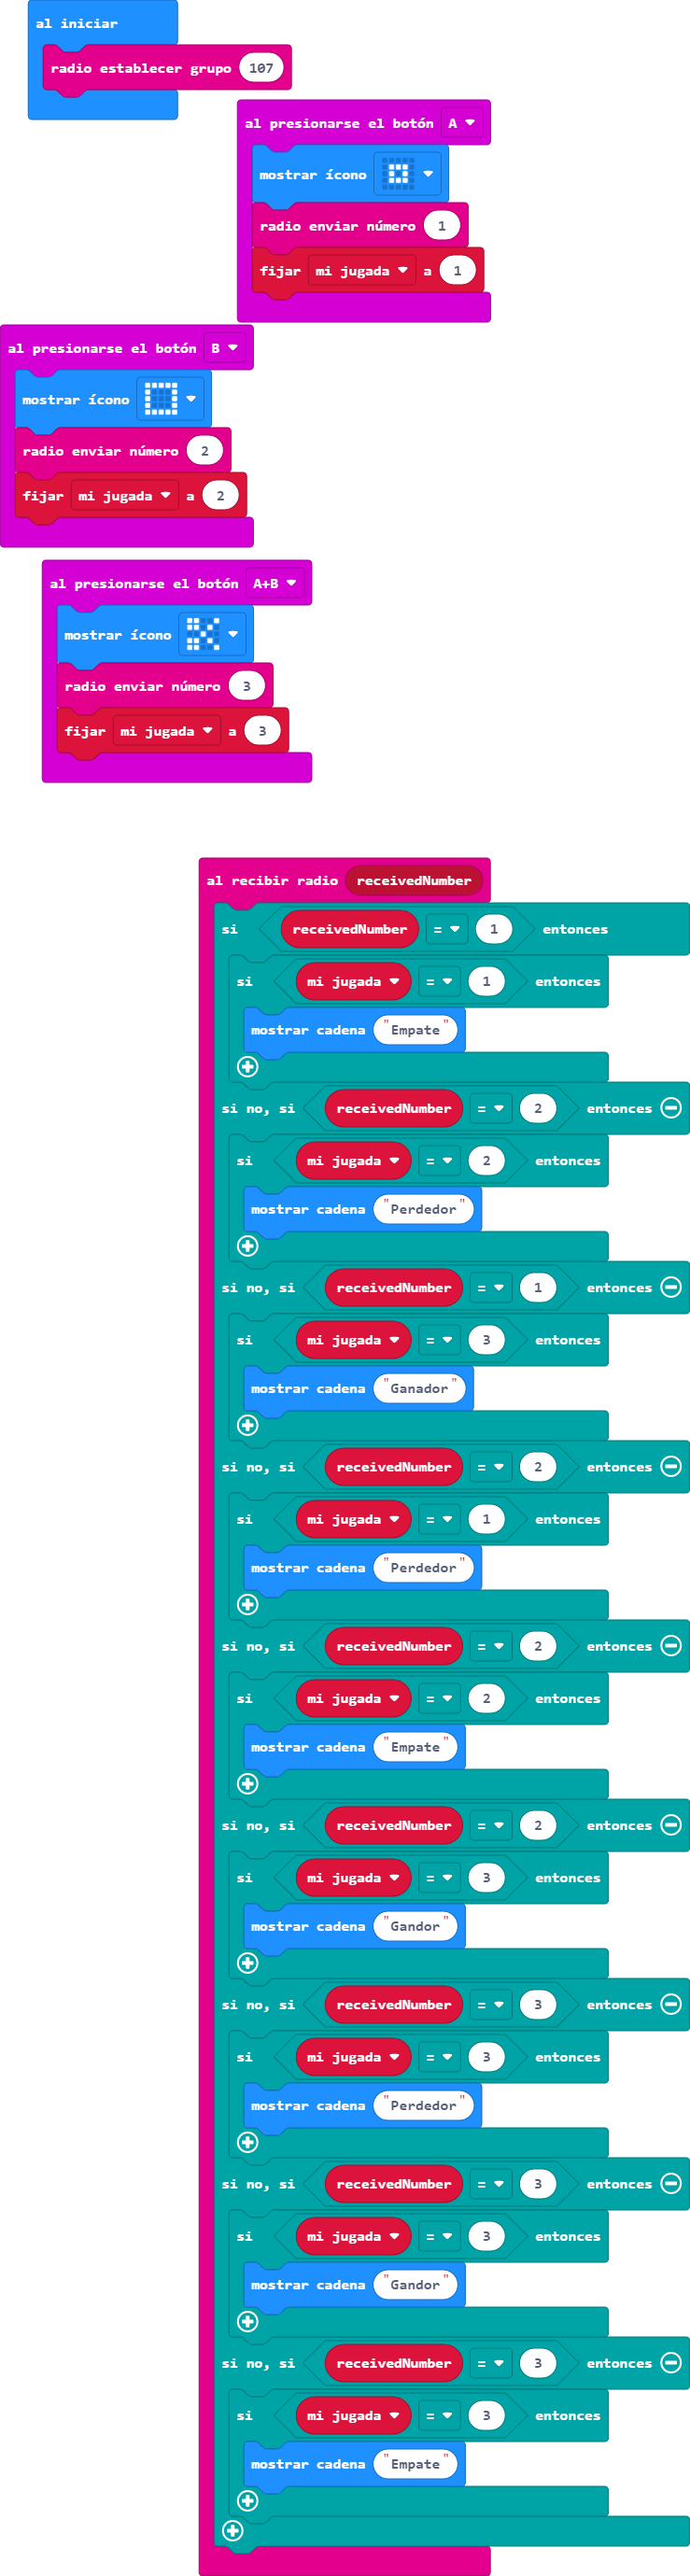 al iniciar
radio establecer grupo 107
al presionarse el botón A
mostrar ícono
radio enviar número 1
fijar mi jugada a 1
al presionarse el botón B
mostrar ícono
radio enviar número 2
fijar mi jugada a 2
al presionarse el botón A+B
mostrar ícono
radio enviar número 3
fijar mi jugada a 3
al recibir radio receivedNumber
si receivedNumber = 1 entonces
si mi jugada = 1 entonces
mostrar cadena "Empate"
si no, si receivedNumber = 2 entonces
si mi jugada = 2 entonces
mostrar cadena "Perdedor"
si no, si receivedNumber = 1 entonces
si mi jugada = 3 entonces
mostrar cadena "Ganador"
si no, si receivedNumber = 2 entonces
si mi jugada = 1 entonces
mostrar cadena "Perdedor"
si no, si receivedNumber = 2 entonces
si mi jugada = 2 entonces
mostrar cadena "Empate"
si no, si receivedNumber = 2 entonces
si mi jugada = 3 entonces
mostrar cadena "Gandor"
si no, si receivedNumber = 3 entonces
si mi jugada = 3 entonces
mostrar cadena "Perdedor"
si no, si receivedNumber = 3 entonces
si mi jugada = 3 entonces
mostrar cadena "Gandor"
si no, si receivedNumber = 3 entonces
si mi jugada = 3 entonces
mostrar cadena "Empate"